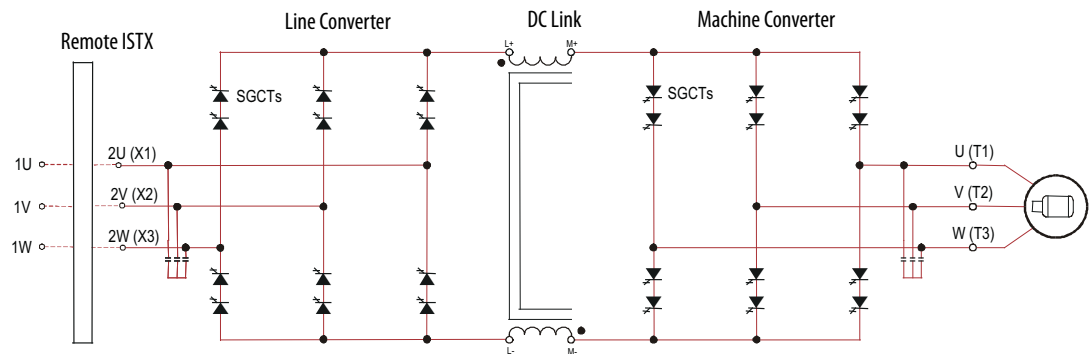 Line Converter
DC Link
Machine Converter
Remote ISTX
L+
M+
SGCTs
SGCTs
1U
2U (X1)
U (T1)
1V
2V (X2)
V (T2)
1W
2W (X3)
W (T3)
L-
M-